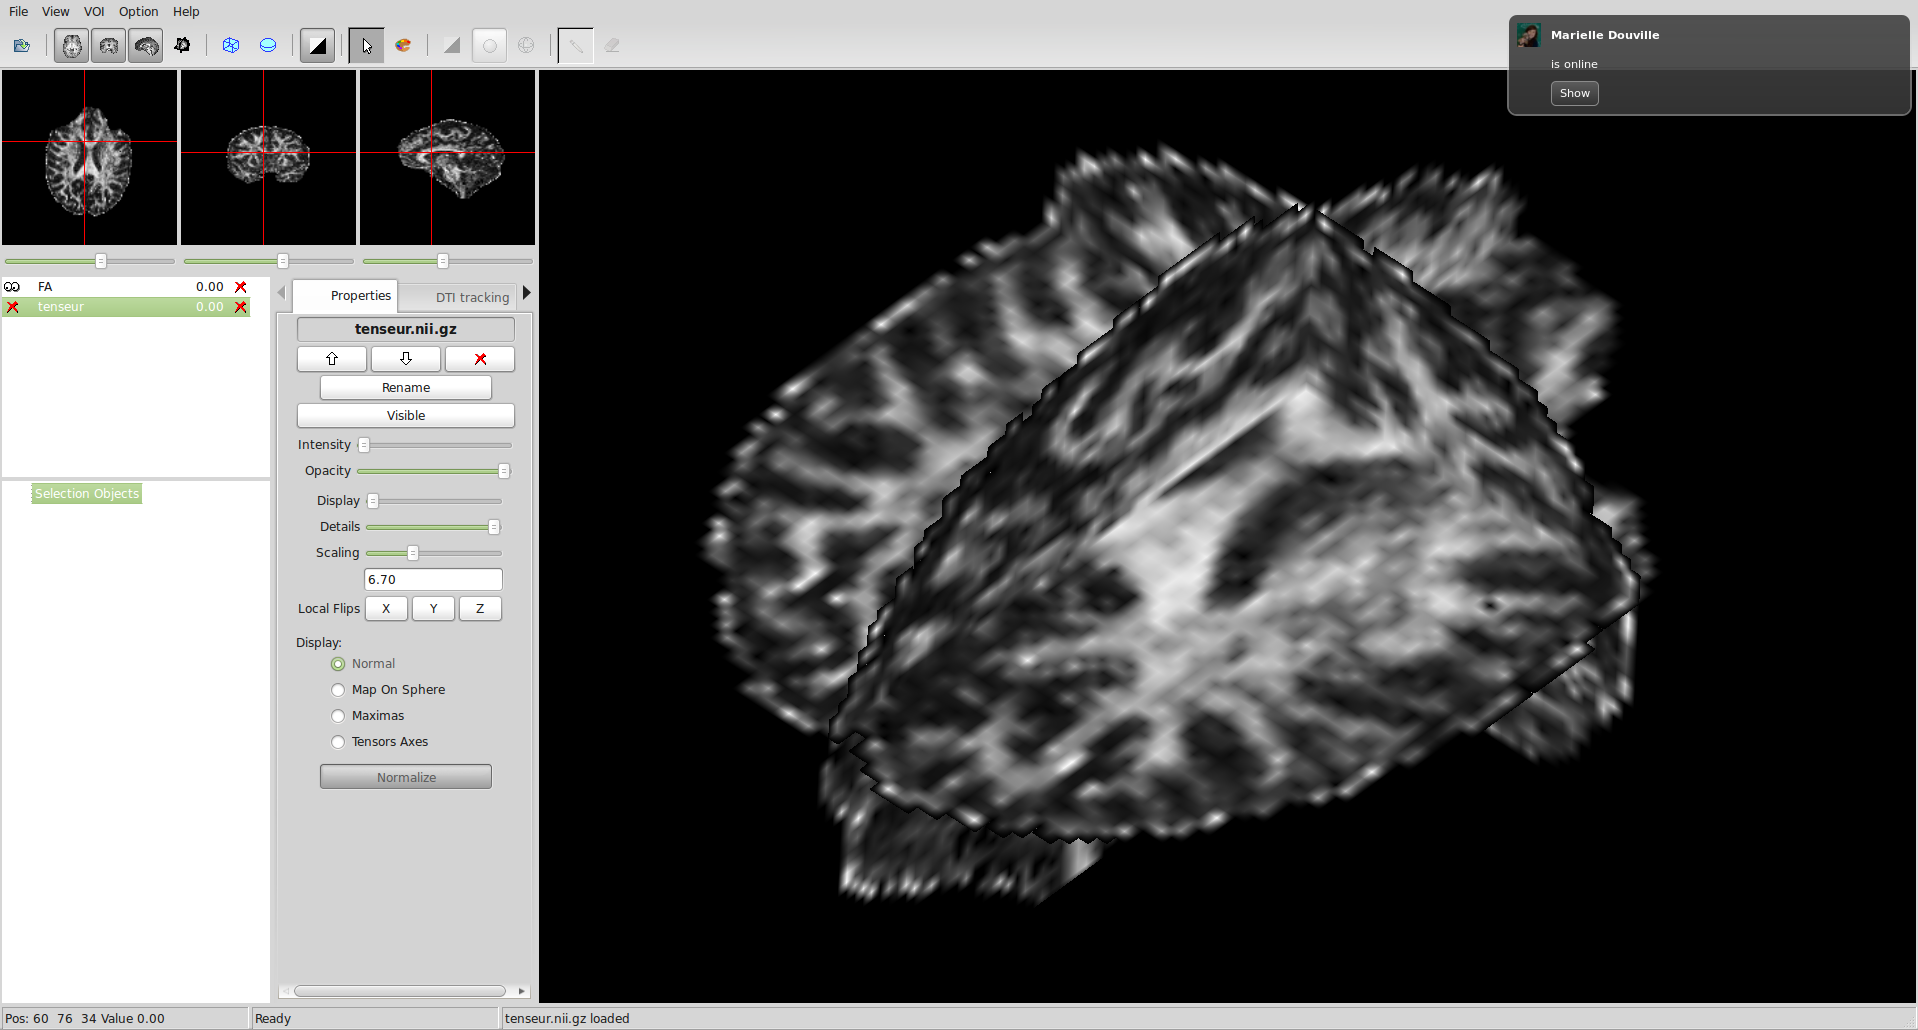 File View VOI Option Help
Marielle Douville
is online
Show
FA 0.00
tenseur 0.00
Selection Objects
Properties DTI tracking
tenseur.nii.gz
Rename
Visible
Intensity
Opacity
Display
Details
Scaling
6.70
Local Flips X Y Z
Display:
Normal
Map On Sphere
Maximas
Tensors Axes
Normalize
Pos: 60 76 34 Value 0.00 Ready tenseur.nii.gz loaded